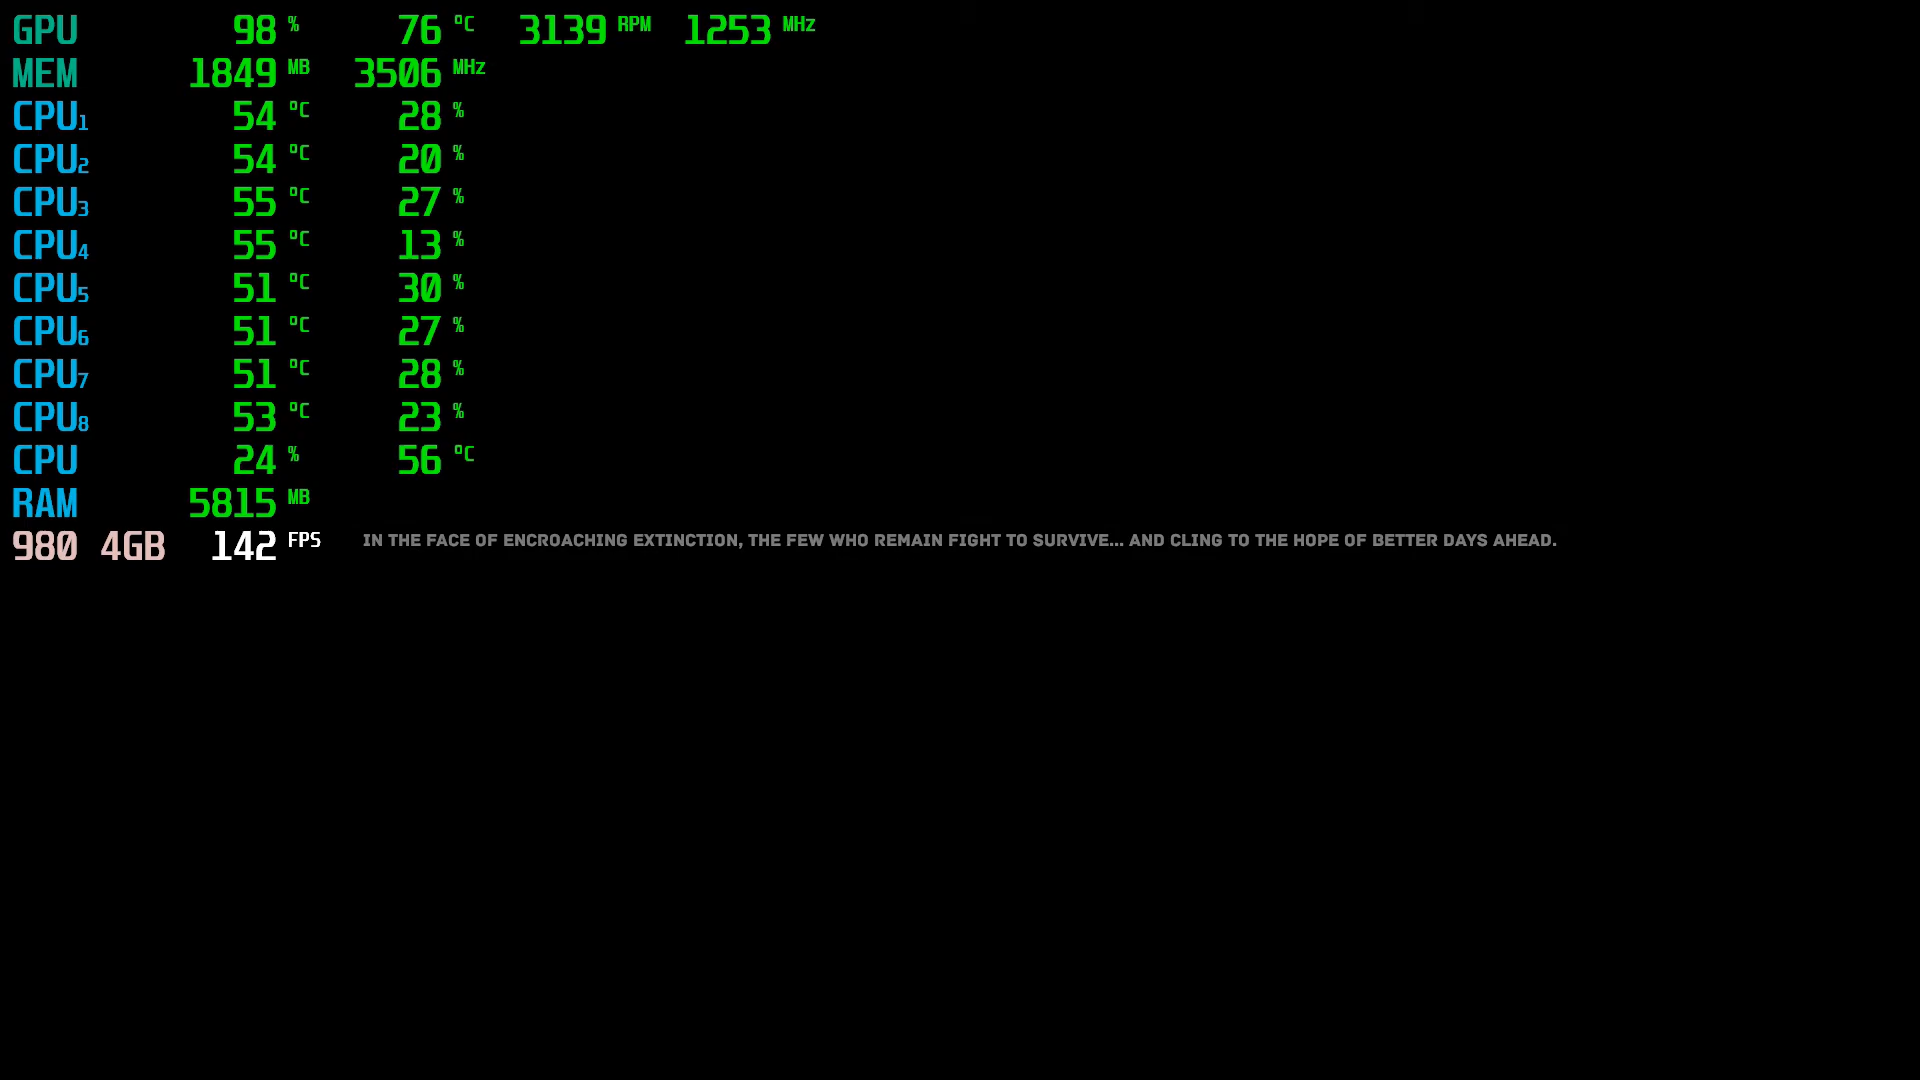 GPU 98 % 76 °C 3139 RPM 1253 MHz
MEM 1849 MB 3506 MHz
CPU1 54 °C 28 %
CPU2 54 °C 20 %
CPU3 55 °C 27 %
CPU4 55 °C 13 %
CPU5 51 °C 30 %
CPU6 51 °C 27 %
CPU7 51 °C 28 %
CPU8 53 °C 23 %
CPU 24 % 56 °C
RAM 5815 MB
980 4GB 142 FPS IN THE FACE OF ENCROACHING EXTINCTION, THE FEW WHO REMAIN FIGHT TO SURVIVE... AND CLING TO THE HOPE OF BETTER DAYS AHEAD.